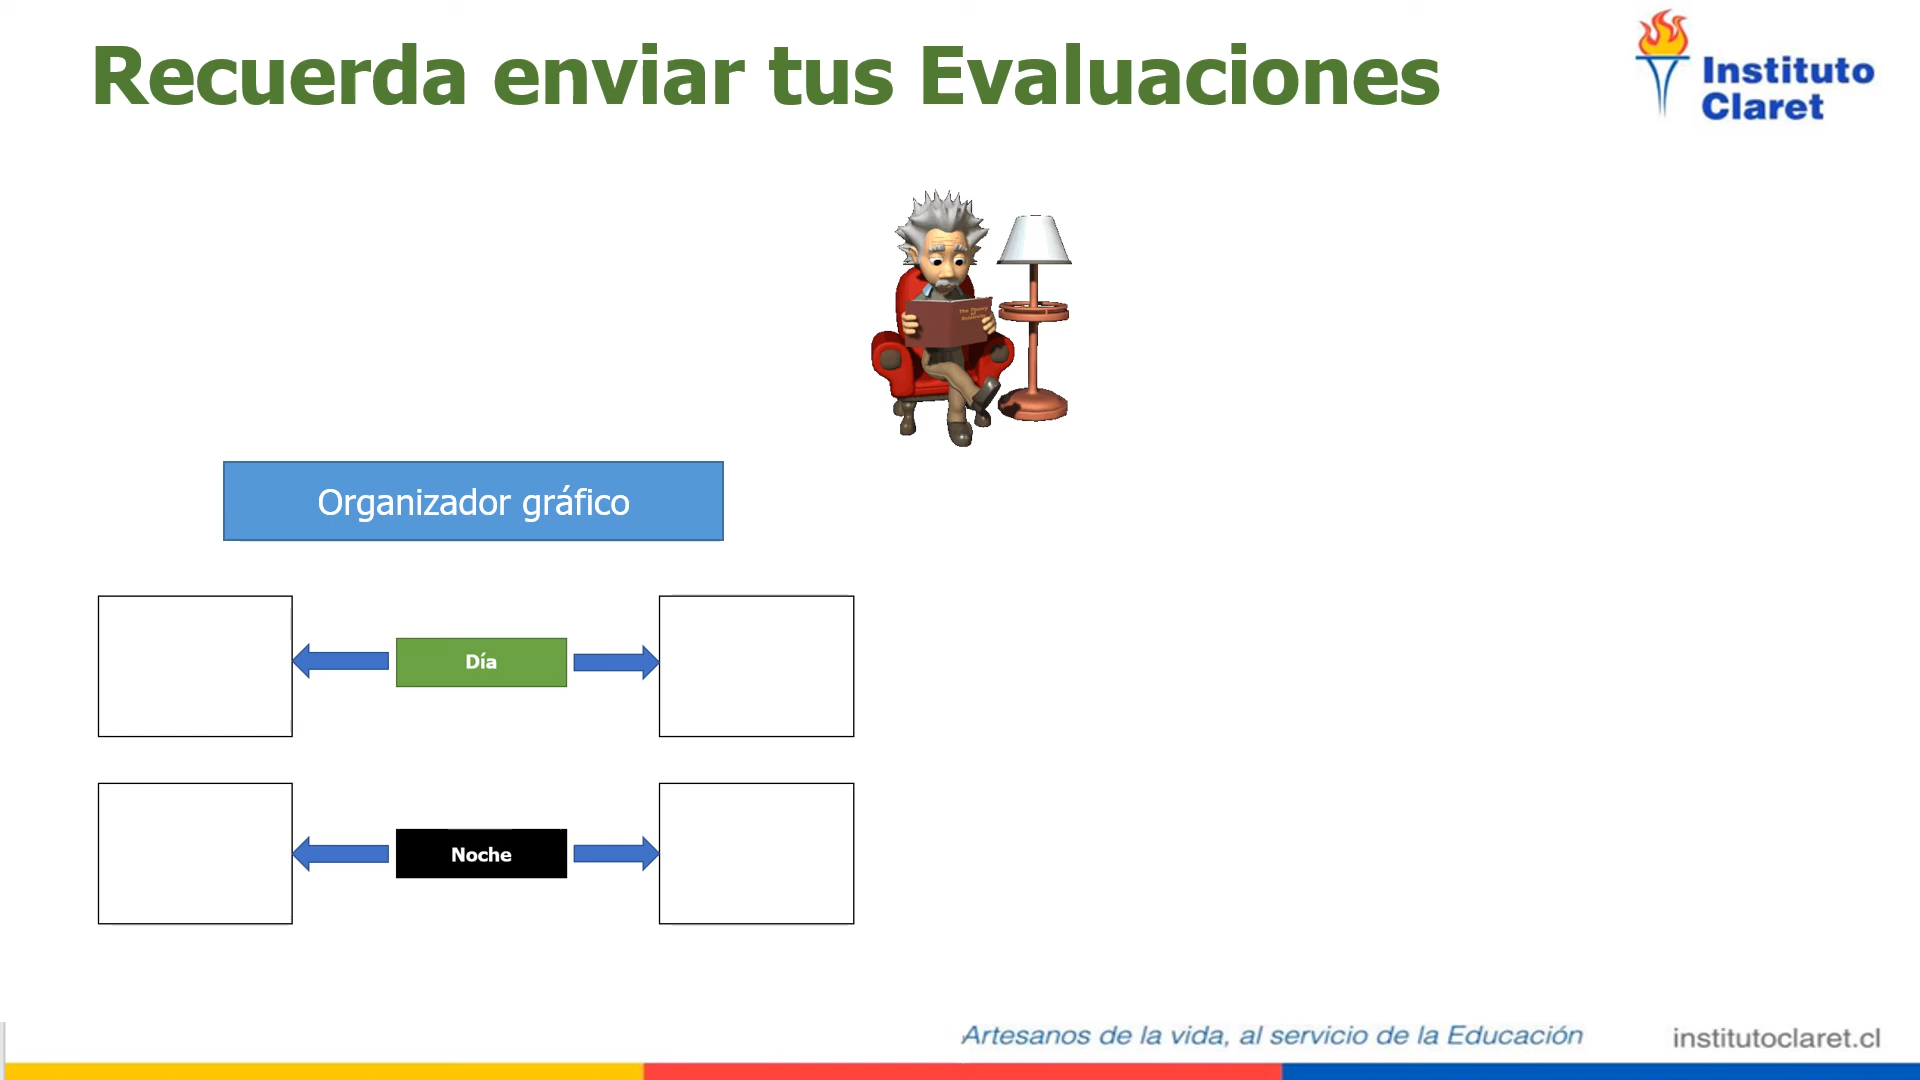 Recuerda enviar tus Evaluaciones
Instituto
Claret
Organizador gráfico
Día
Noche
Artesanos de la vida, al servicio de la Educación
institutoclaret.cl